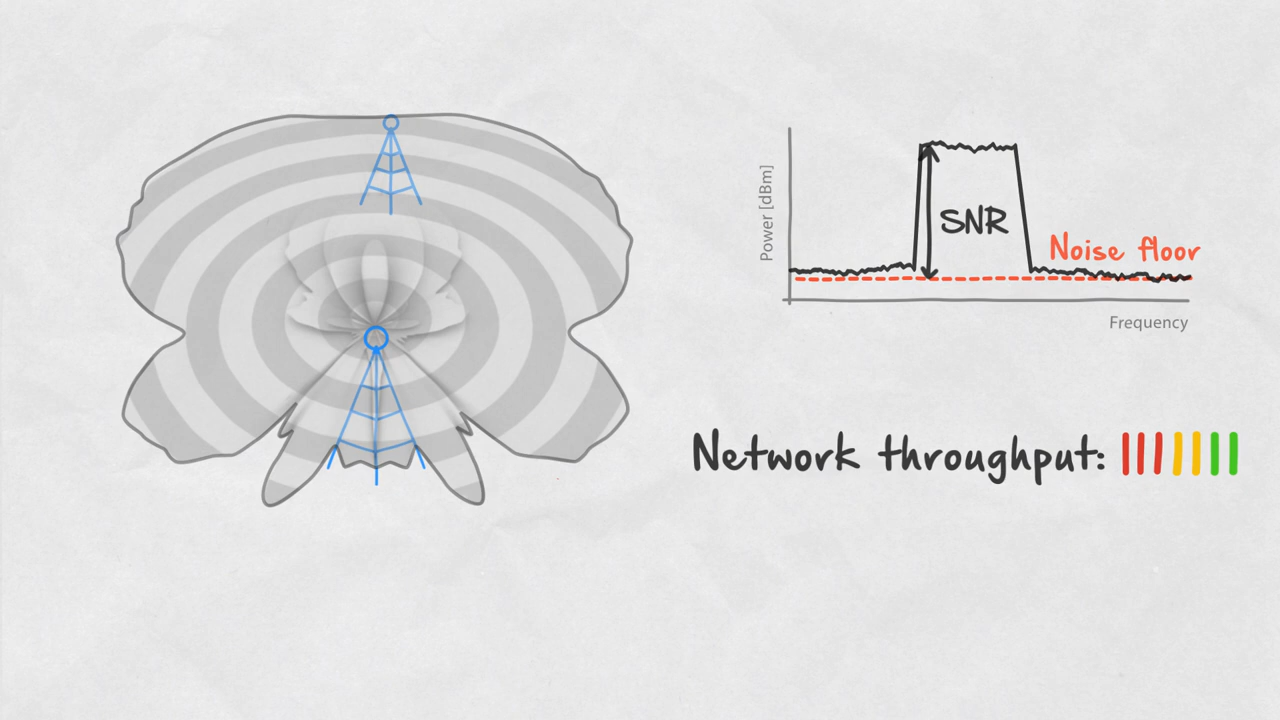 Power [dBm]
SNR
Noise floor
Frequency
Network throughput: